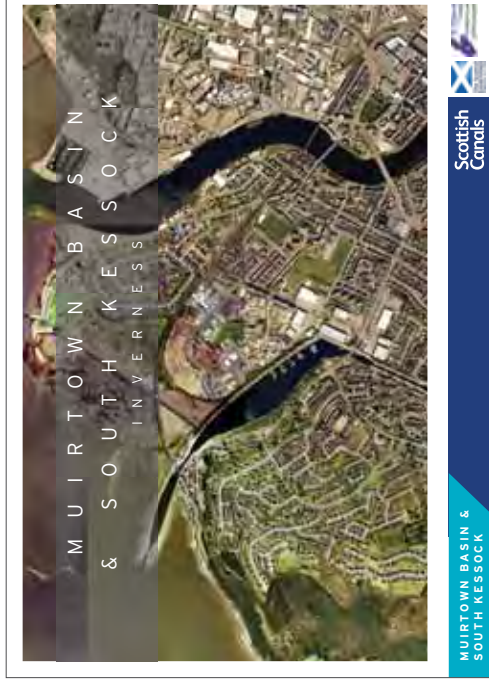 MUIRTOWN BASIN
& SOUTH KESSOCK
INVERNESS
MUIRTOWN BASIN &
SOUTH KESSOCK
Scottish
Canals